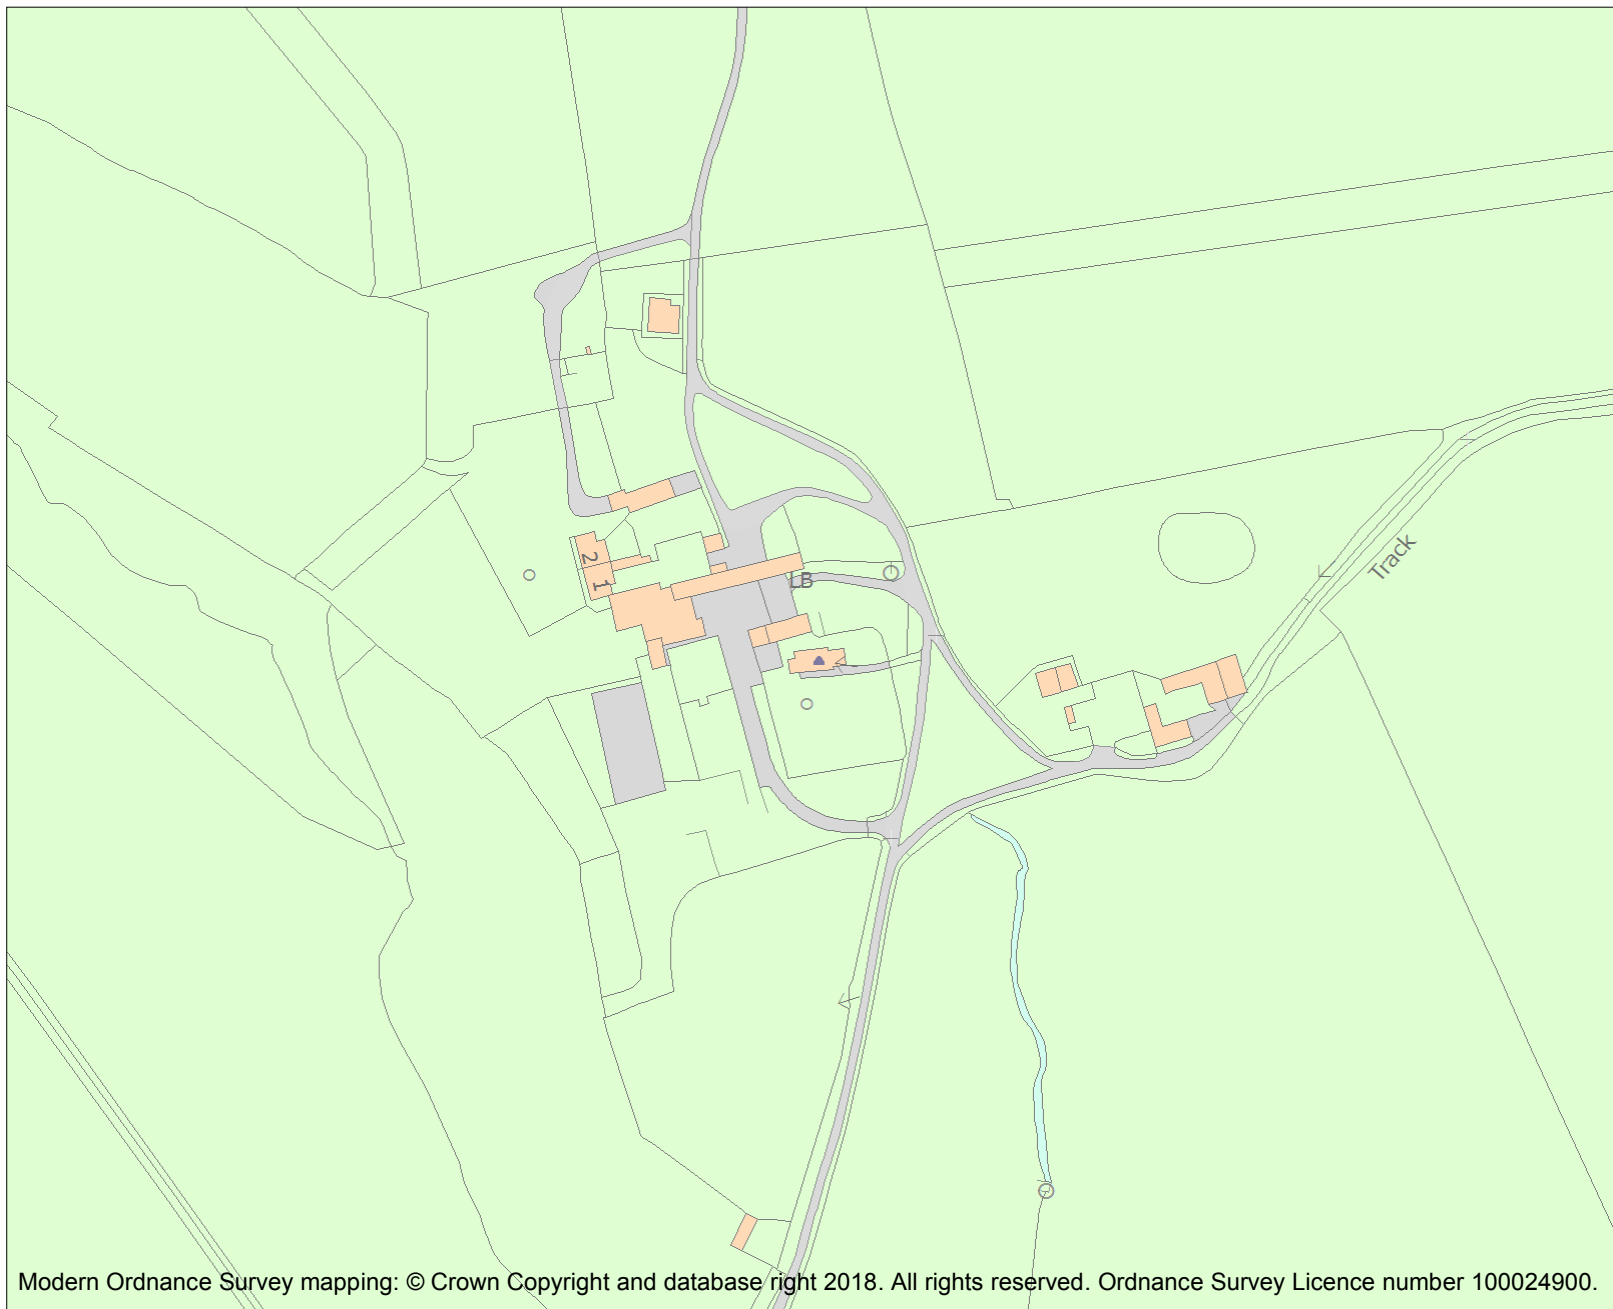 2
1
LB
Track
Modern Ordnance Survey mapping: © Crown Copyright and database right 2018. All rights reserved. Ordnance Survey Licence number 100024900.